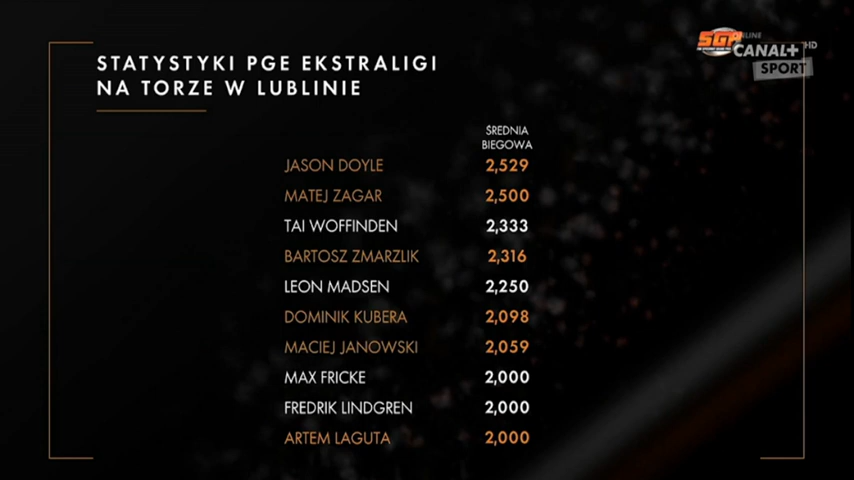 STATYSTYKI PGE EKSTRALIGI
NA TORZE W LUBLINIE
SGP
CANAL+
SPORT
HD
ŚREDNIA
BIEGOWA
JASON DOYLE 2,529
MATEJ ZAGAR 2,500
TAI WOFFINDEN 2,333
BARTOSZ ZMARZLIK 2,316
LEON MADSEN 2,250
DOMINIK KUBERA 2,098
MACIEJ JANOWSKI 2,059
MAX FRICKE 2,000
FREDRIK LINDGREN 2,000
ARTEM LAGUTA 2,000